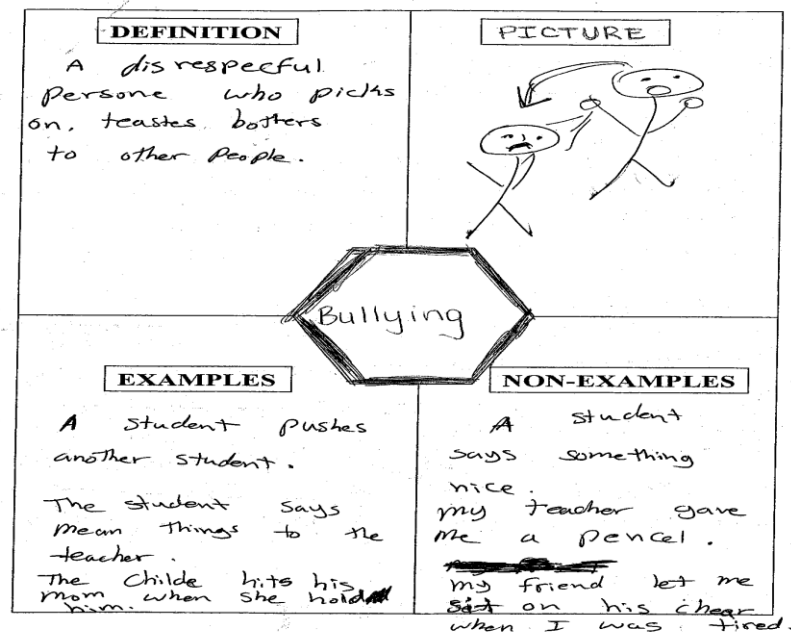 DEFINITION
A disrespecful
persone who picks
on, teastes, bothers
to other people.
PICTURE
Bullying
EXAMPLES
A student pushes
another student.
The student says
mean things to the
teacher.
The childe hits his
mom when she hold
him.
NON-EXAMPLES
A student
says something
nice.
my teacher gave
me a pencel.
my friend let me
sit on his chear
when I was tired.